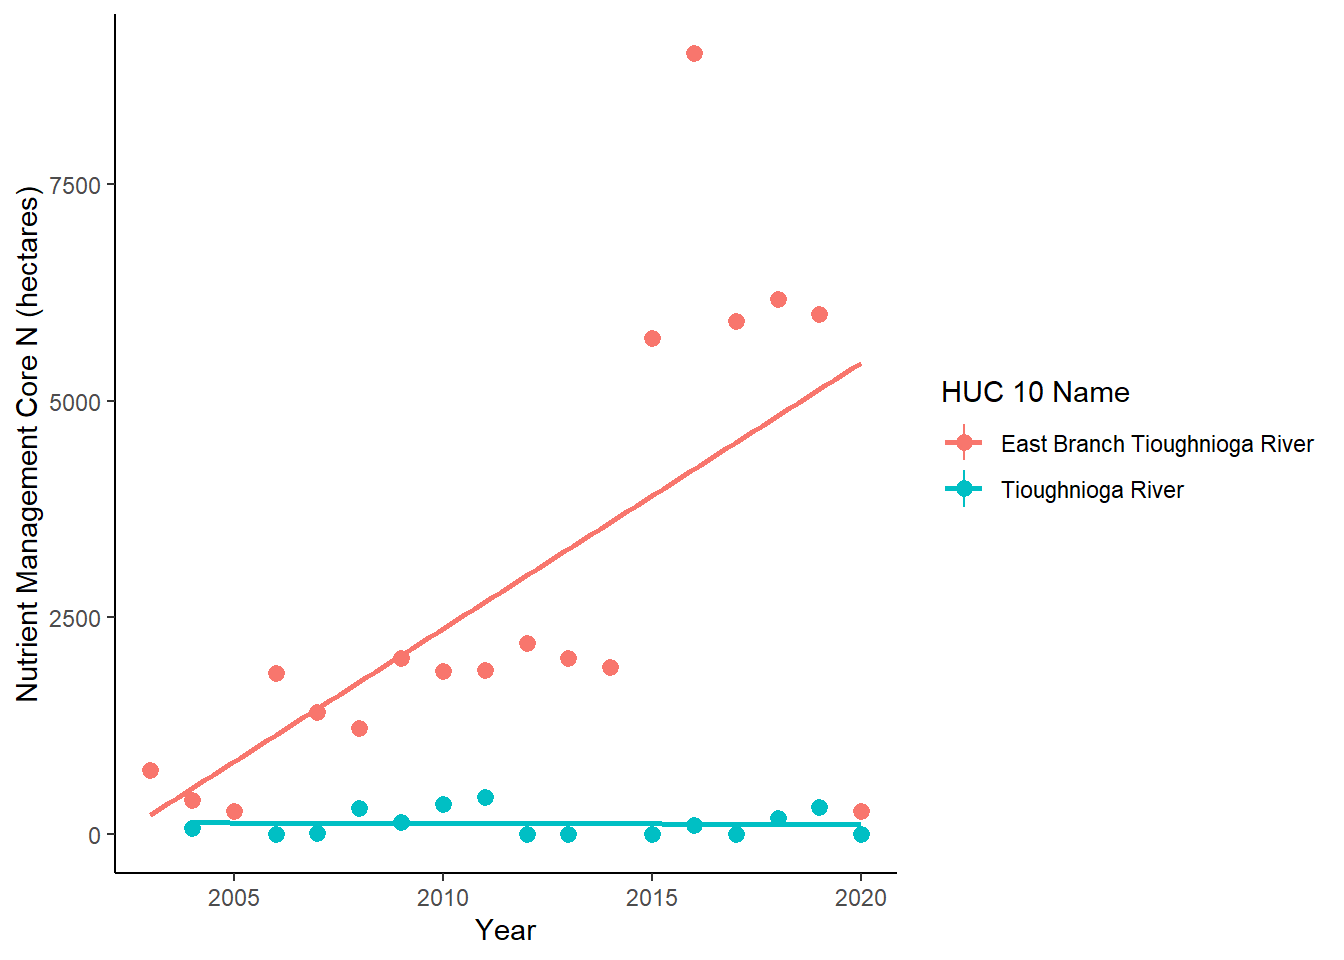 Nutrient Management Core N (hectares)
7500
5000
2500
0
2005
2010
2015
2020
Year
HUC 10 Name
East Branch Tioughnioga River
Tioughnioga River